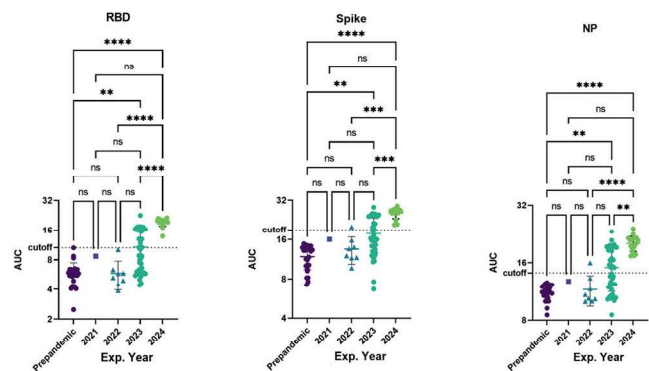 RBD
****
ns
**
****
ns
ns
****
ns
ns
ns
32
16
cutoff
8
4
2
AUC
Prepandemic
2021
2022
2023
2024
Exp. Year
Spike
****
ns
**
***
ns
ns
***
ns
ns
ns
32
cutoff
16
8
4
AUC
Prepandemic
2021
2022
2023
2024
Exp. Year
NP
****
ns
**
ns
ns
****
ns
ns
ns
**
32
16
cutoff
8
AUC
Prepandemic
2021
2022
2023
2024
Exp. Year